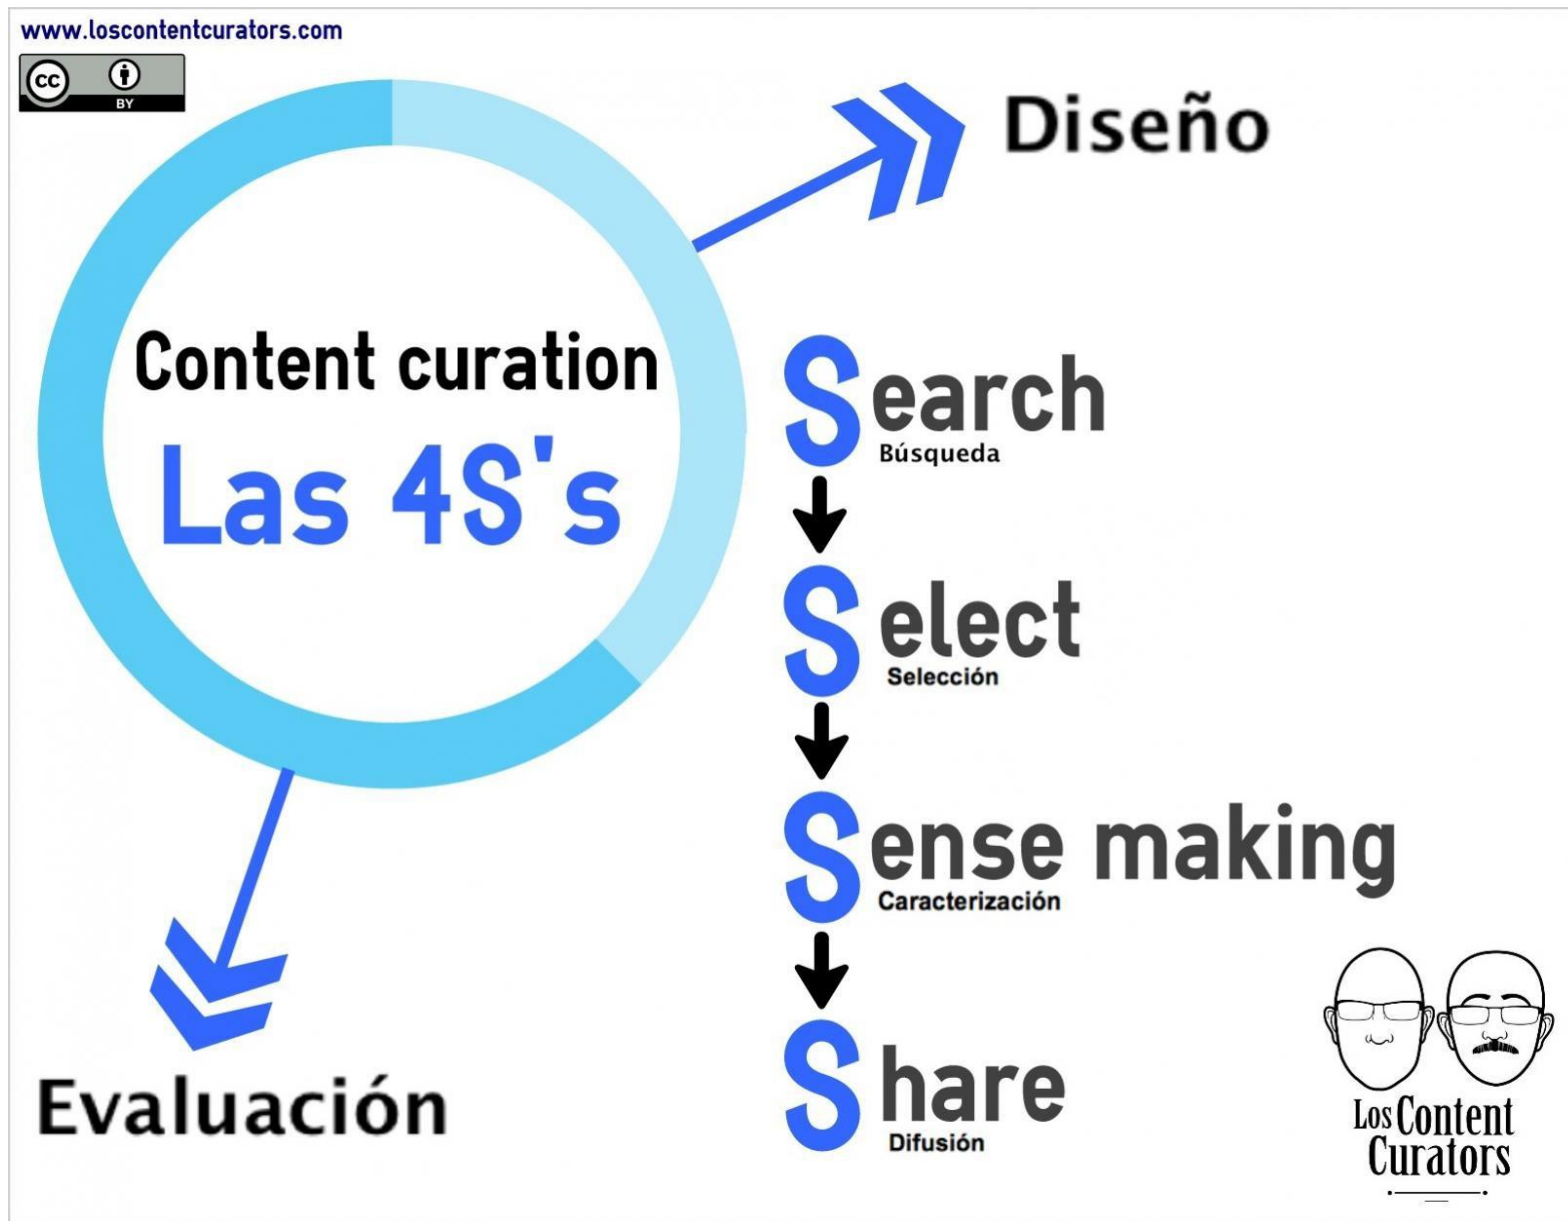 www.loscontentcurators.com
cc
BY
Diseño
Content curation
Las 4S's
Search
Búsqueda
Select
Selección
Sense making
Caracterización
Share
Difusión
Evaluación
Los Content
Curators